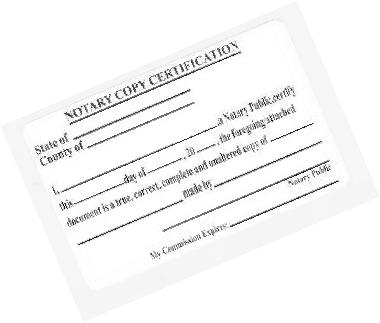 NOTARY COPY CERTIFICATION
State of
County of
I, ,a Notary Public,certify
this day of , 20 , the foregoing attached
document is a true, correct, complete and unaltered copy of
made by
Notary Public
My Commission Expires: